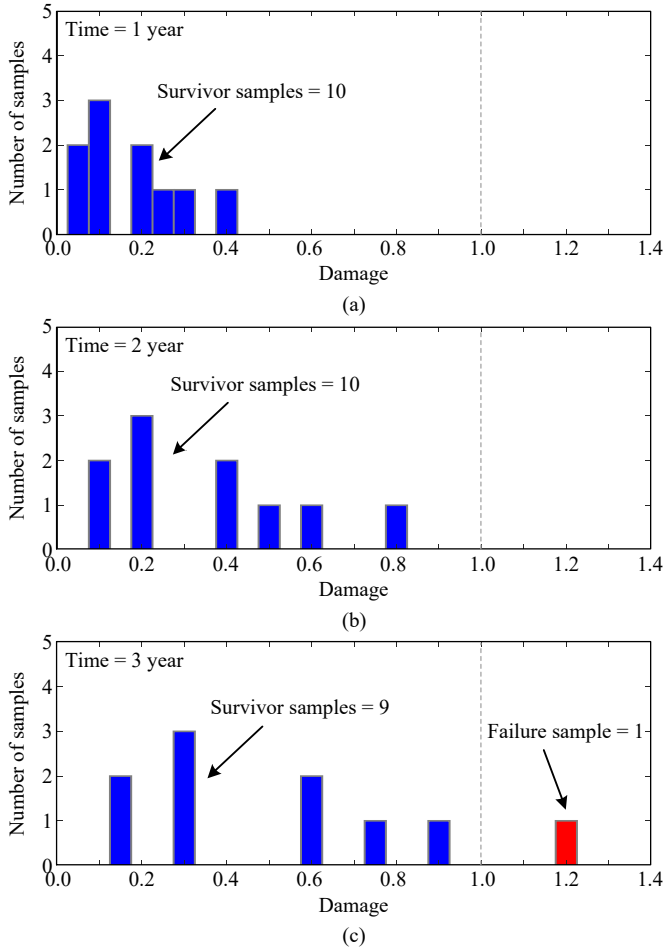 5
Time = 1 year
4
Survivor samples = 10
3
2
1
0
Number of samples
0.0 0.2 0.4 0.6 0.8 1.0 1.2 1.4
Damage
(a)
5
Time = 2 year
4
Survivor samples = 10
3
2
1
0
Number of samples
0.0 0.2 0.4 0.6 0.8 1.0 1.2 1.4
Damage
(b)
5
Time = 3 year
4
Survivor samples = 9
Failure sample = 1
3
2
1
0
Number of samples
0.0 0.2 0.4 0.6 0.8 1.0 1.2 1.4
Damage
(c)